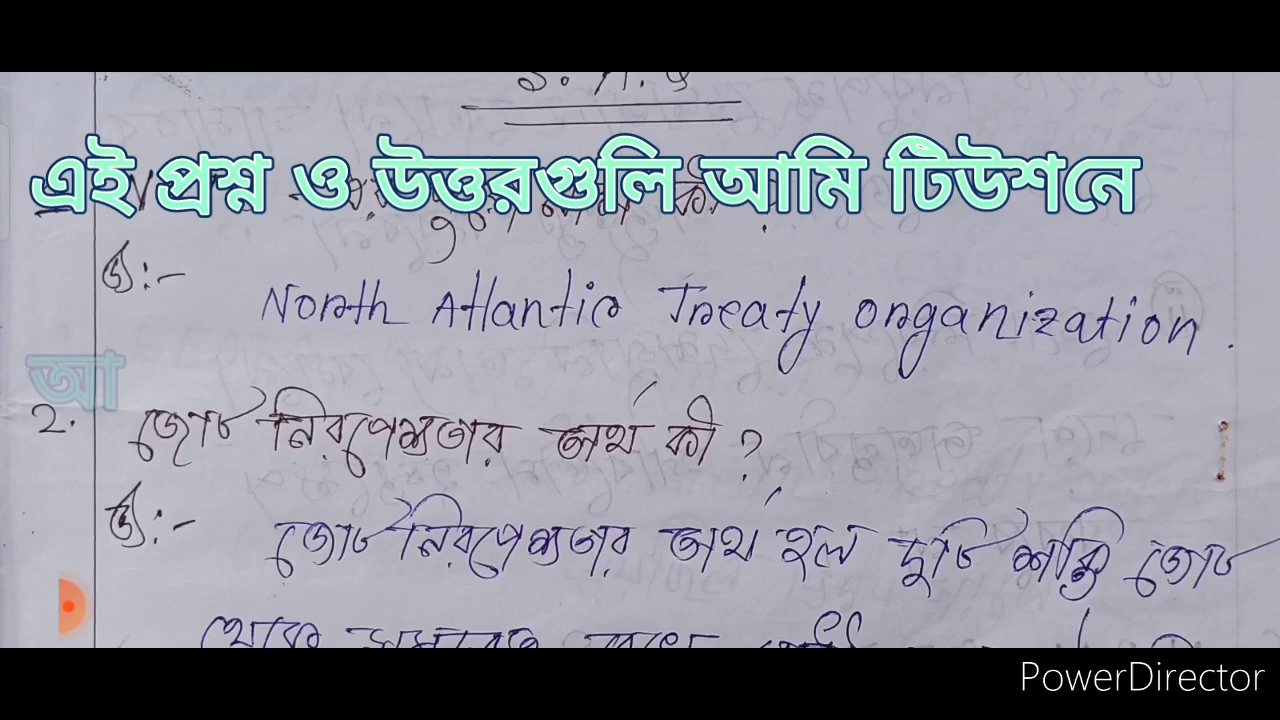 S. A. Q
এই প্রশ্ন ও উত্তরগুলি আমি টিউশনে
উঃ-
North Atlantic Treaty organization.
আ
2. জোট নিরপেক্ষতার অর্থ কী ?
উঃ- জোট নিরপেক্ষতার অর্থ হল দুটি শক্তি জোট
থেকে
PowerDirector